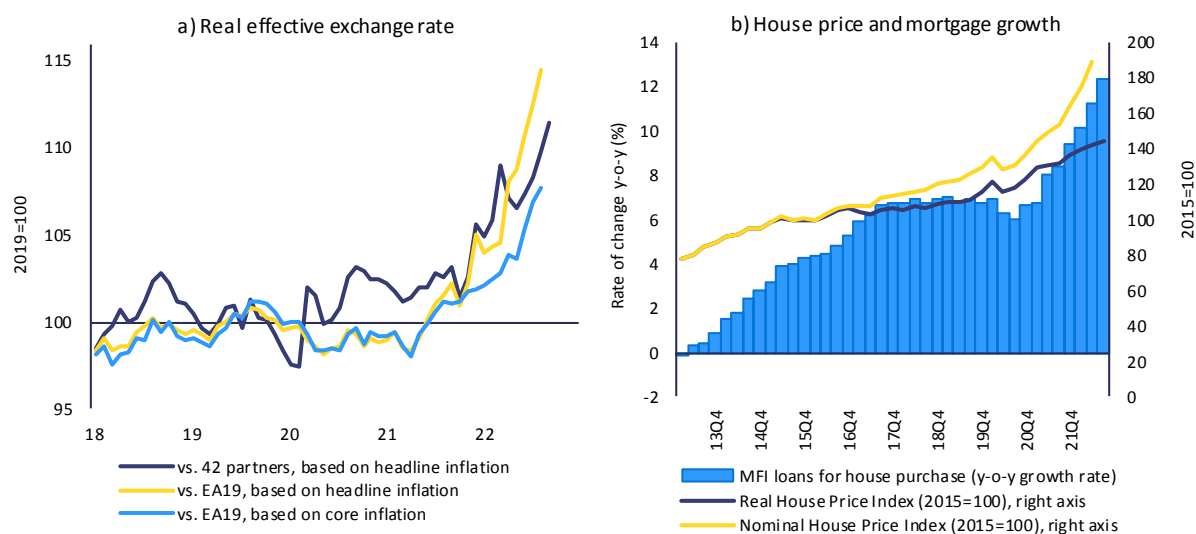 a) Real effective exchange rate
2019=100
115
110
105
100
95
18
19
20
21
22
vs. 42 partners, based on headline inflation
vs. EA19, based on headline inflation
vs. EA19, based on core inflation
b) House price and mortgage growth
Rate of change y-o-y (%)
14
12
10
8
6
4
2
0
-2
200
180
160
140
120
100
80
60
40
20
0
2015=100
13Q4
14Q4
15Q4
16Q4
17Q4
18Q4
19Q4
20Q4
21Q4
MFI loans for house purchase (y-o-y growth rate)
Real House Price Index (2015=100), right axis
Nominal House Price Index (2015=100), right axis